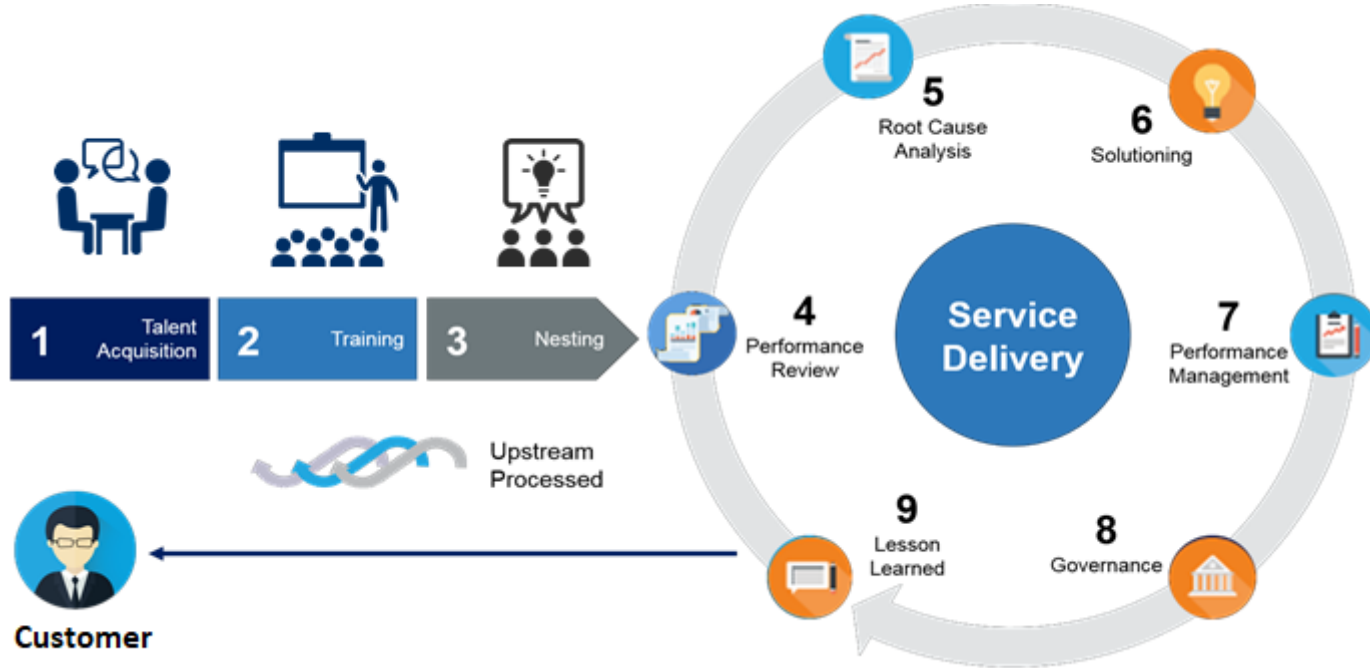 1
Talent
Acquisition
2
Training
3
Nesting
4
Performance
Review
5
Root Cause
Analysis
6
Solutioning
7
Performance
Management
8
Governance
9
Lesson
Learned
Service
Delivery
Upstream
Processed
Customer